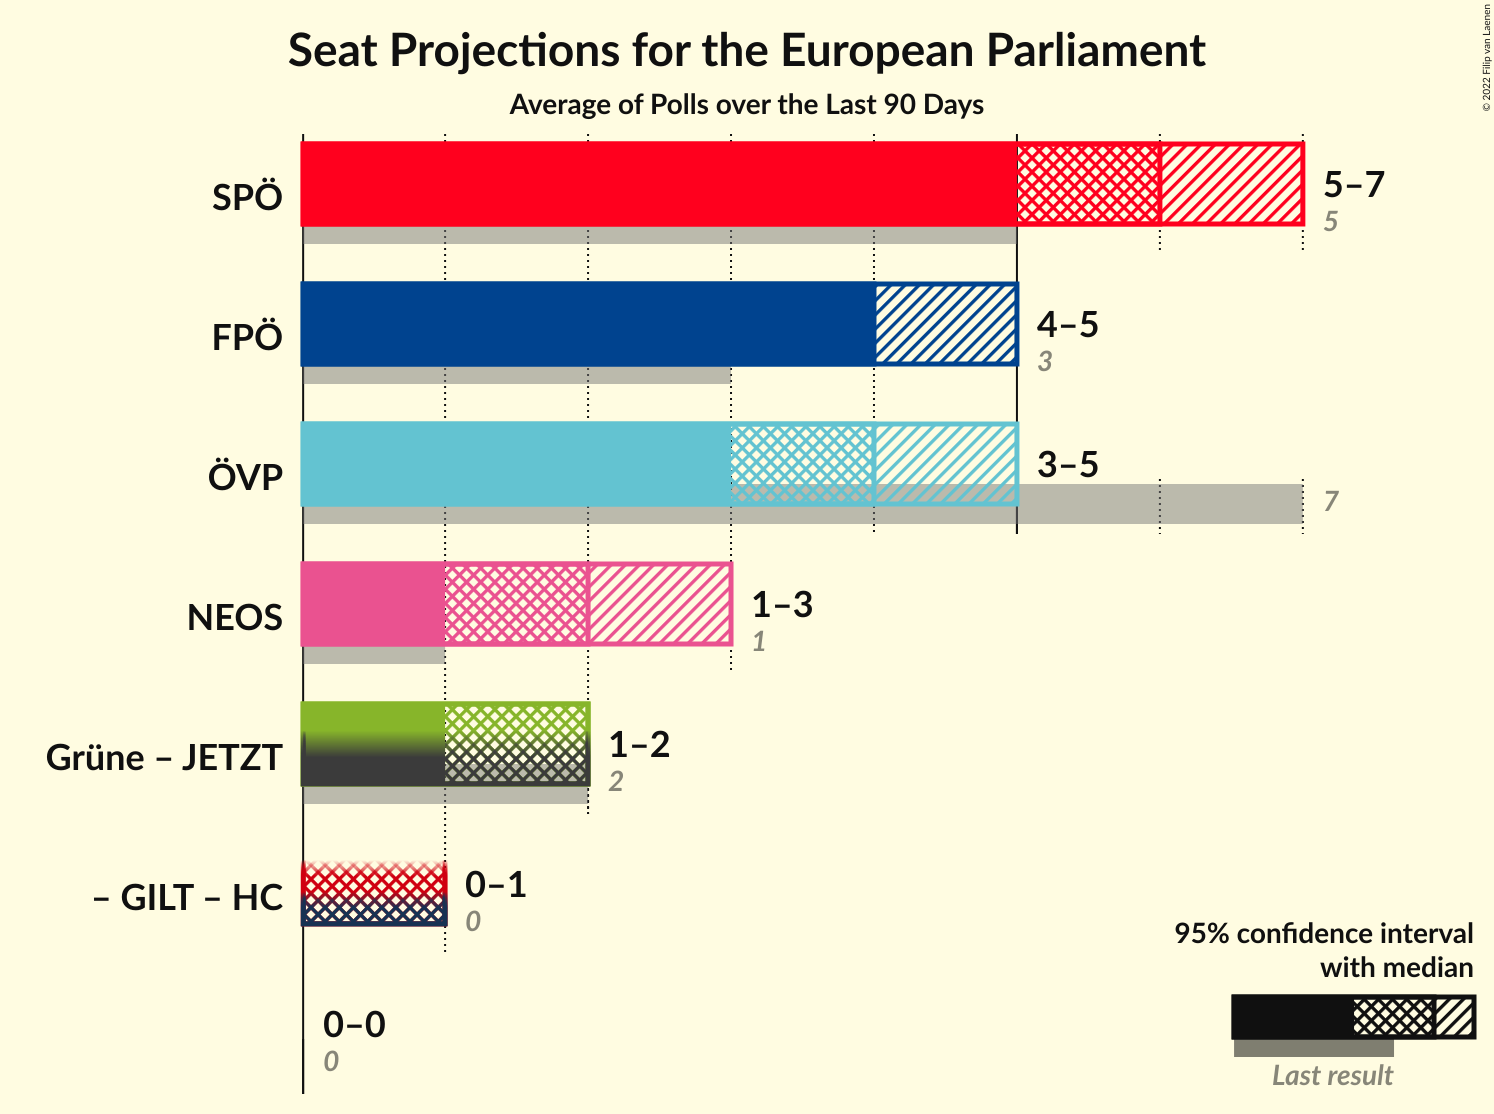 Seat Projections for the European Parliament
Average of Polls over the Last 90 Days
© 2022 Filip van Laenen
SPÖ
5–7
5
FPÖ
4–5
3
ÖVP
3–5
7
NEOS
1–3
1
Grüne – JETZT
1–2
2
– GILT – HC
0–1
0
0–0
0
95% confidence interval
with median
Last result